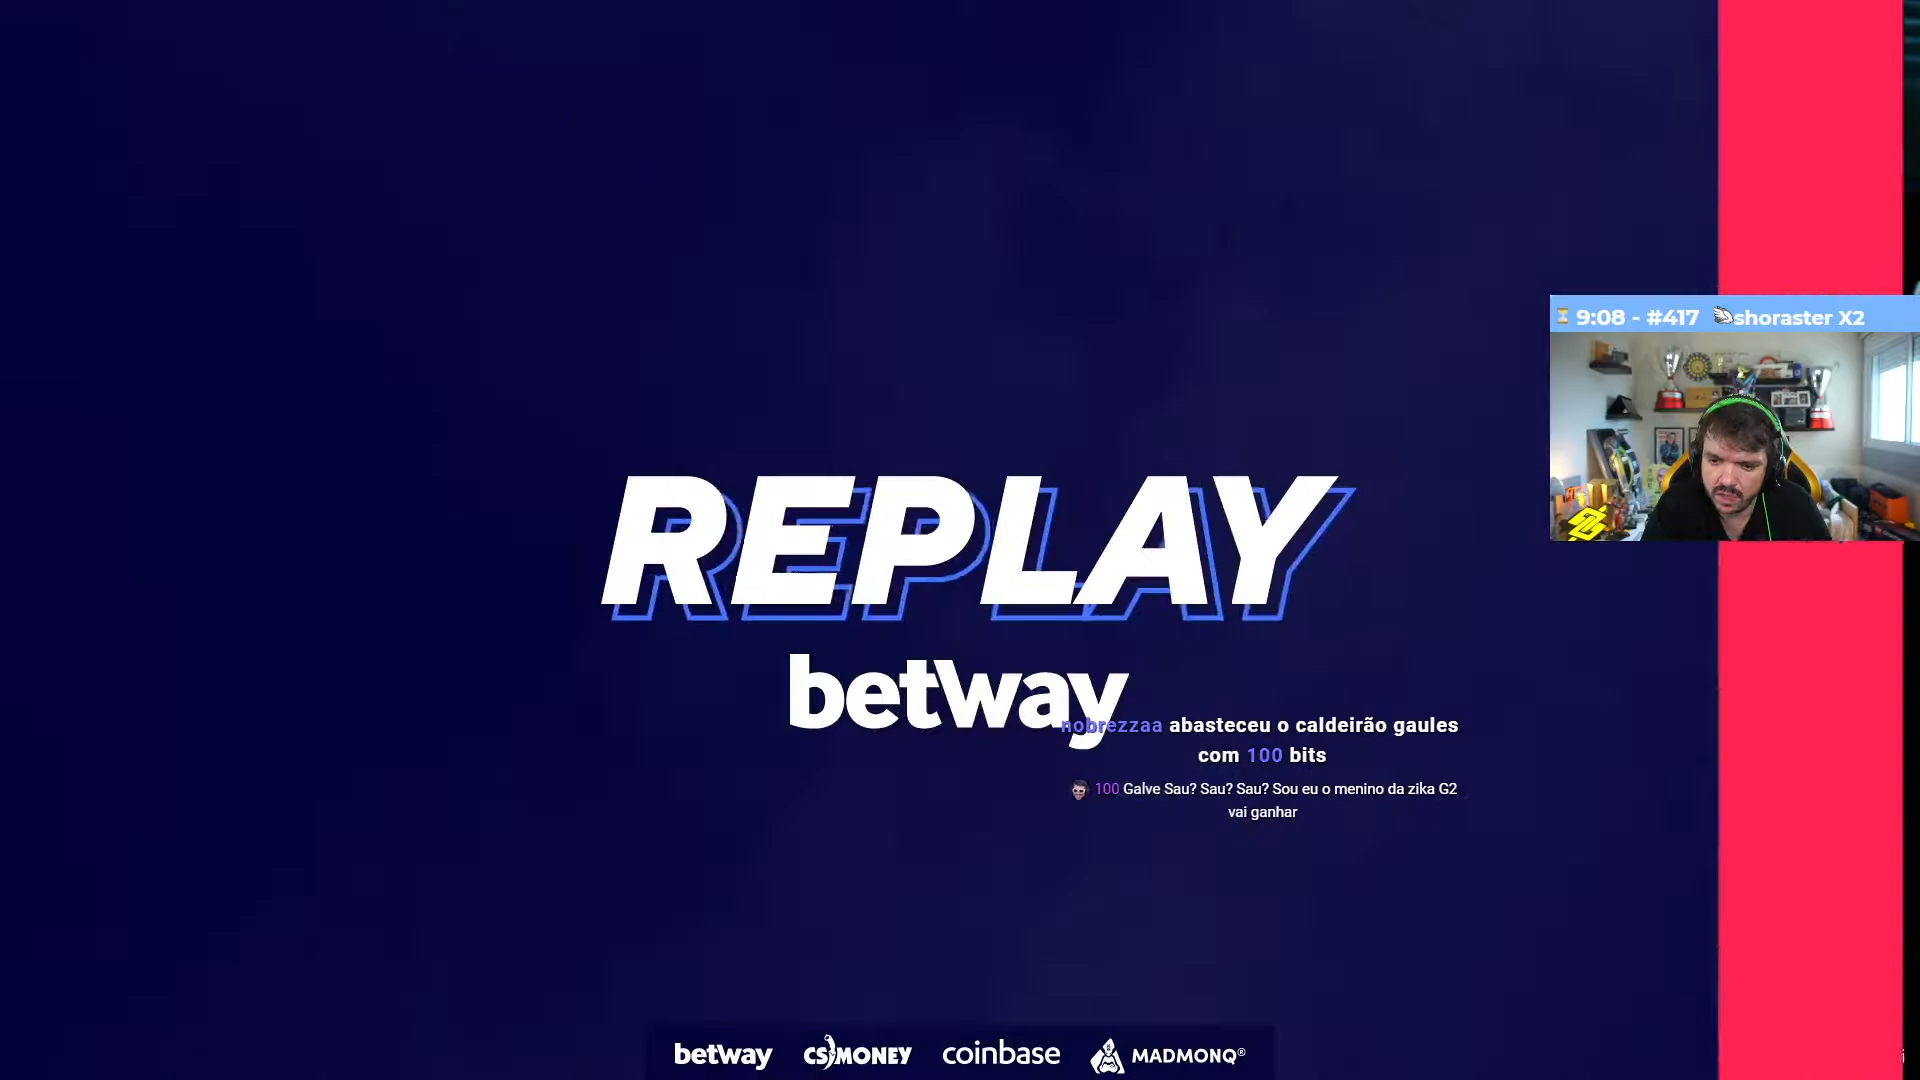 9:08 - #417 shoraster X2
REPLAY
betway
nobrezzaa abasteceu o caldeirão gaules
com 100 bits
100 Galve Sau? Sau? Sau? Sou eu o menino da zika G2
vai ganhar
betway CS.MONEY coinbase MADMONQ®